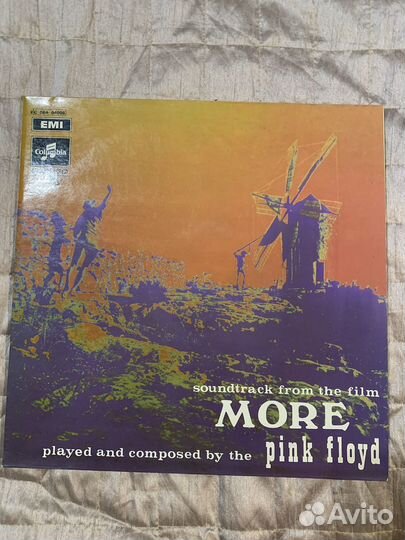 EMI
Columbia
soundtrack from the film
MORE
played and composed by the pink floyd
Avito